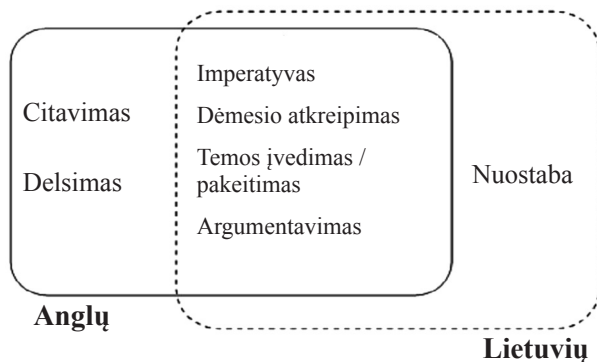 Citavimas
Delsimas
Imperatyvas
Dėmesio atkreipimas
Temos įvedimas /
pakeitimas
Argumentavimas
Nuostaba
Anglų
Lietuvių